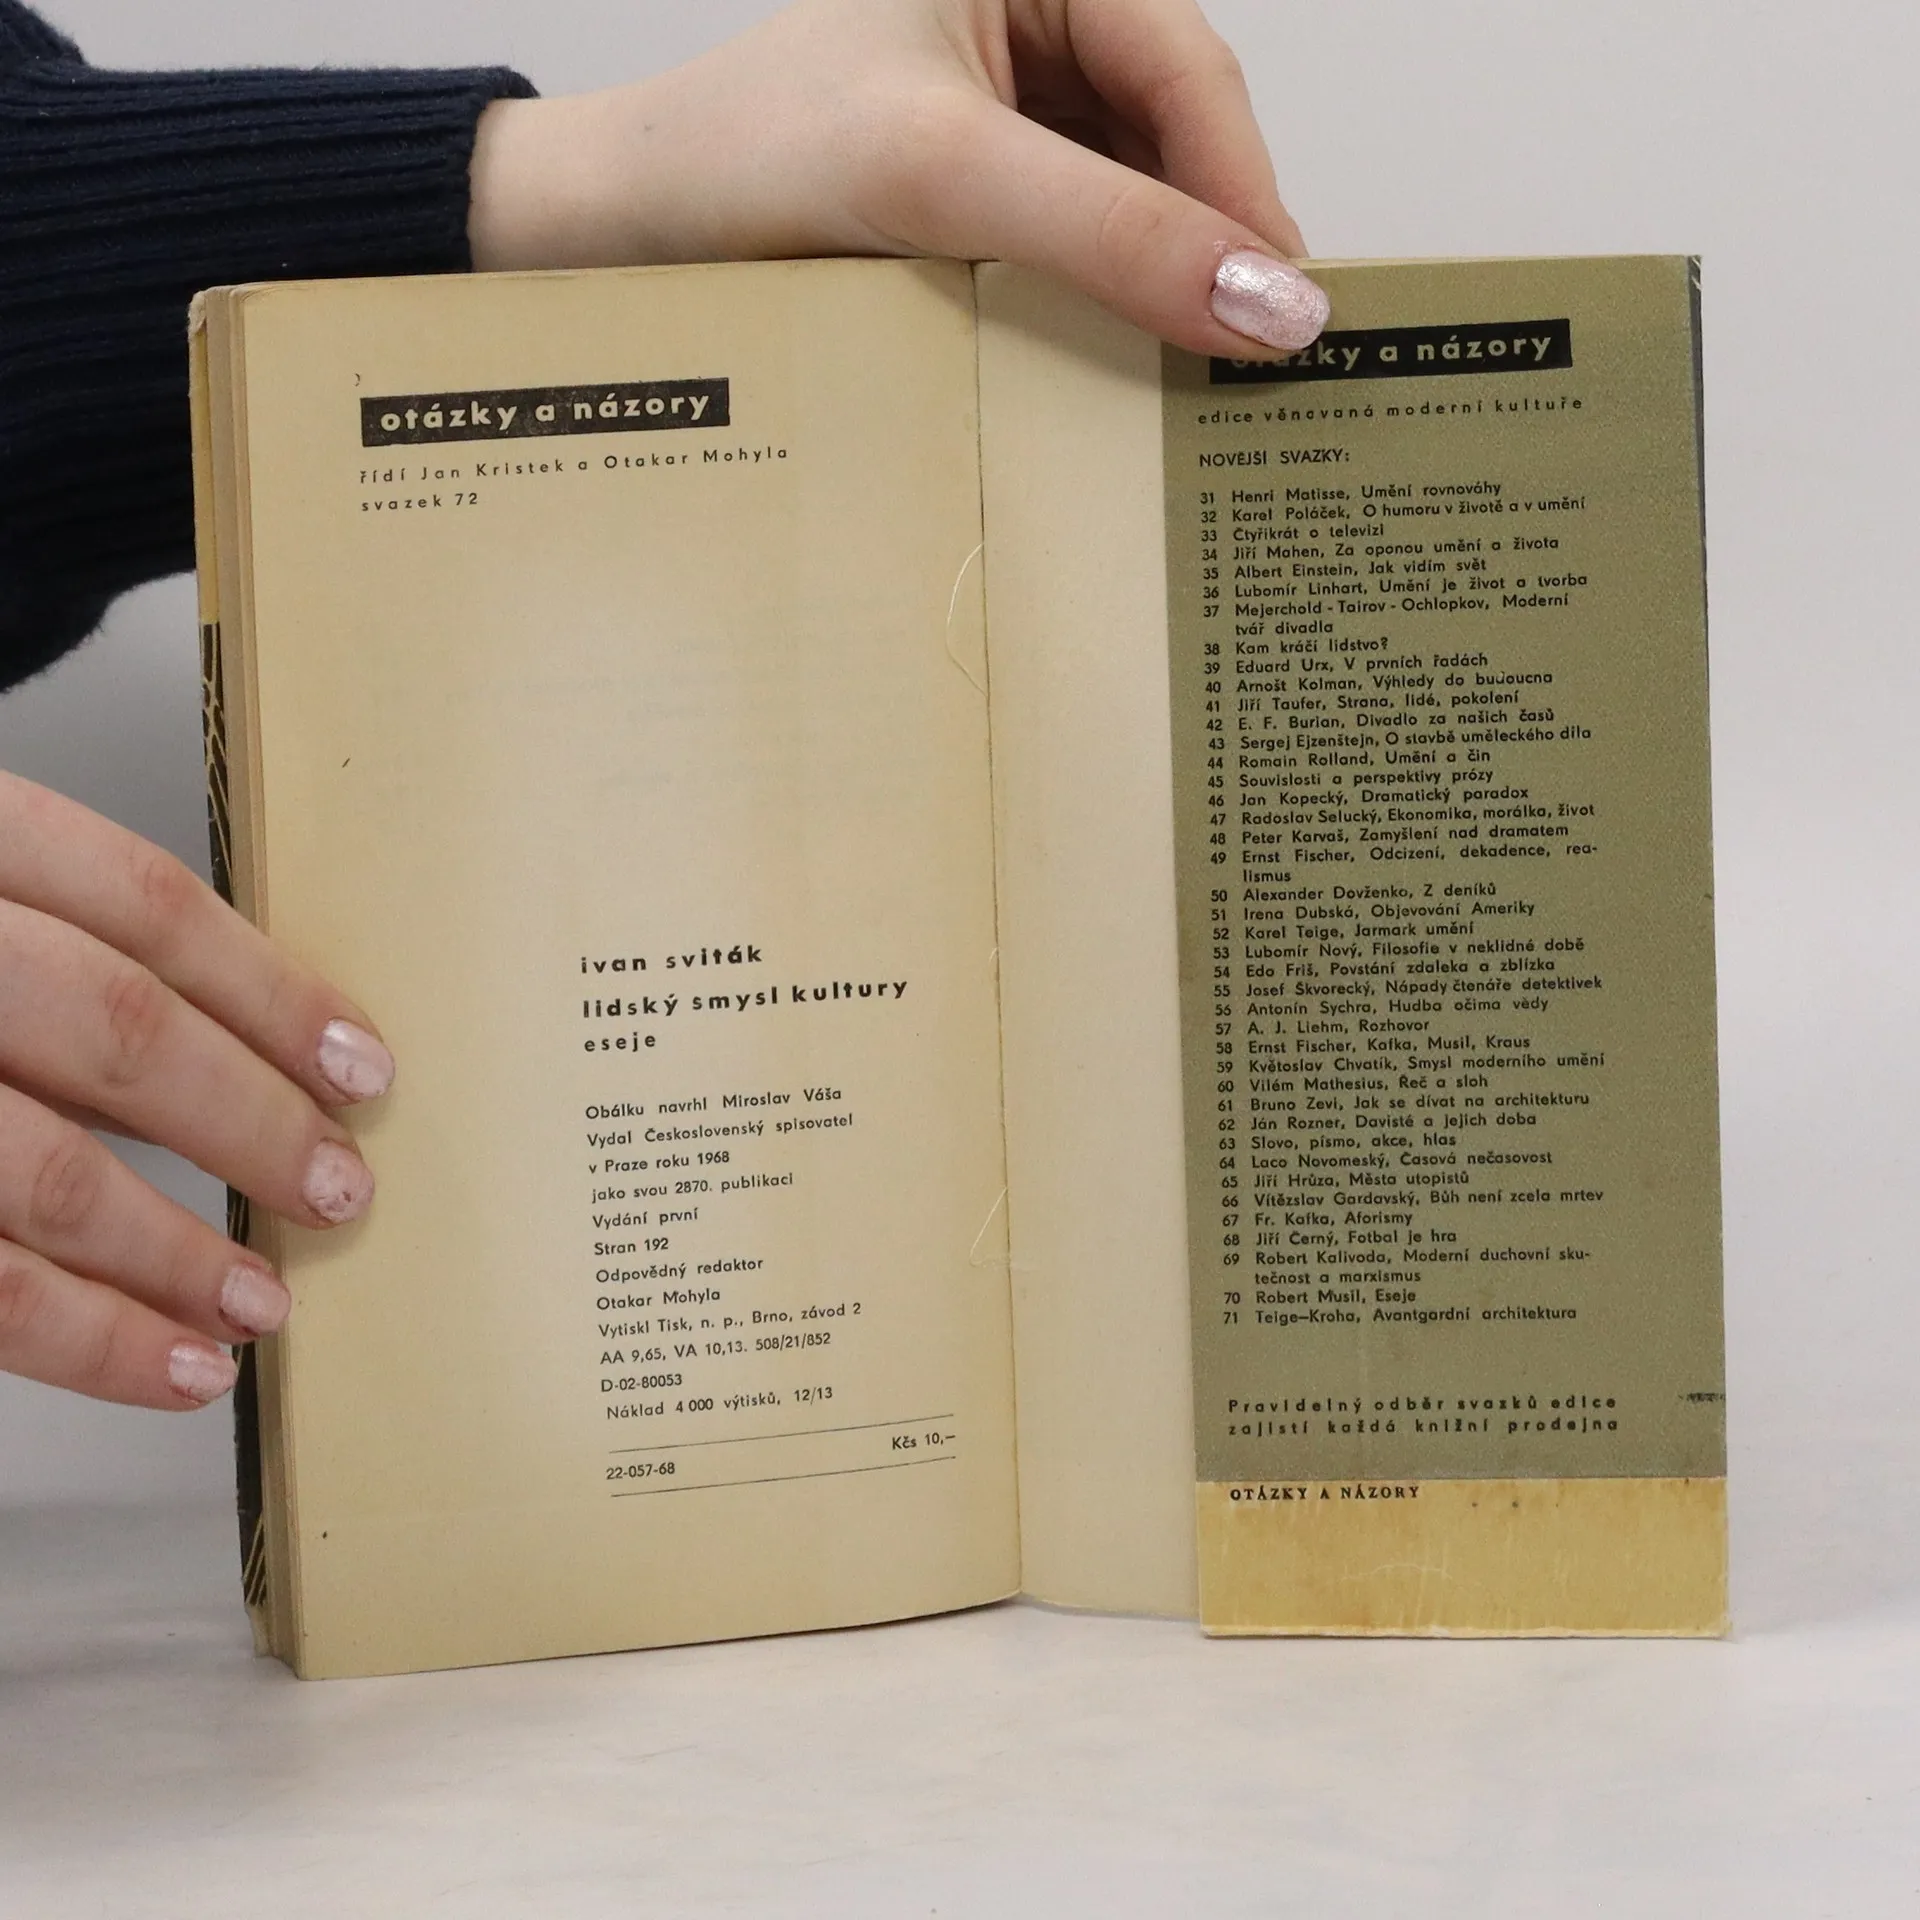 otázky a názory
řídí Jan Kristek a Otakar Mohyla
svazek 72
ivan sviták
lidský smysl kultury
eseje
Obálku navrhl Miroslav Váša
Vydal Československý spisovatel
v Praze roku 1968
jako svou 2870. publikaci
Vydání první
Stran 192
Odpovědný redaktor
Otakar Mohyla
Vytiskl Tisk, n. p., Brno, závod 2
AA 9,65, VA 10,13. 508/21/852
D-02-80053
Náklad 4 000 výtisků, 12/13
Kčs 10,–
22-057-68
a názory
edice věnovaná moderní kultuře
NOVĚJŠÍ SVAZKY:
31 Henri Matisse, Umění rovnováhy
32 Karel Poláček, O humoru v životě a v umění
33 Čtyřikrát o televizi
34 Jiří Mahen, Za oponou umění a života
35 Albert Einstein, Jak vidím svět
36 Lubomír Linhart, Umění je život a tvorba
37 Mejerchold - Tairov - Ochlopkov, Moderní
tvář divadla
38 Kam kráčí lidstvo?
39 Eduard Urx, V prvních řadách
40 Arnošt Kolman, Výhledy do budoucna
41 Jiří Taufer, Strana, lidé, pokolení
42 E. F. Burian, Divadlo za našich časů
43 Sergej Ejzenštejn, O stavbě uměleckého díla
44 Romain Rolland, Umění a čin
45 Souvislosti a perspektivy prózy
46 Jan Kopecký, Dramatický paradox
47 Radoslav Selucký, Ekonomika, morálka, život
48 Peter Karvaš, Zamyšlení nad dramatem
49 Ernst Fischer, Odcizení, dekadence, rea-
lismus
50 Alexander Dovženko, Z deníků
51 Irena Dubská, Objevování Ameriky
52 Karel Teige, Jarmark umění
53 Lubomír Nový, Filosofie v neklidné době
54 Edo Friš, Povstání zdaleka a zblízka
55 Josef Škvorecký, Nápady čtenáře detektivek
56 Antonín Sychra, Hudba očima vědy
57 A. J. Liehm, Rozhovor
58 Ernst Fischer, Kafka, Musil, Kraus
59 Květoslav Chvatík, Smysl moderního umění
60 Vilém Mathesius, Řeč a sloh
61 Bruno Zevi, Jak se dívat na architekturu
62 Ján Rozner, Davisté a jejich doba
63 Slovo, písmo, akce, hlas
64 Laco Novomeský, Časová nečasovost
65 Jiří Hrůza, Města utopistů
66 Vítězslav Gardavský, Bůh není zcela mrtev
67 Fr. Kafka, Aforismy
68 Jiří Černý, Fotbal je hra
69 Robert Kalivoda, Moderní duchovní sku-
tečnost a marxismus
70 Robert Musil, Eseje
71 Teige–Kroha, Avantgardní architektura
Pravidelný odběr svazků edice
zajistí každá knižní prodejna
OTÁZKY A NÁZORY